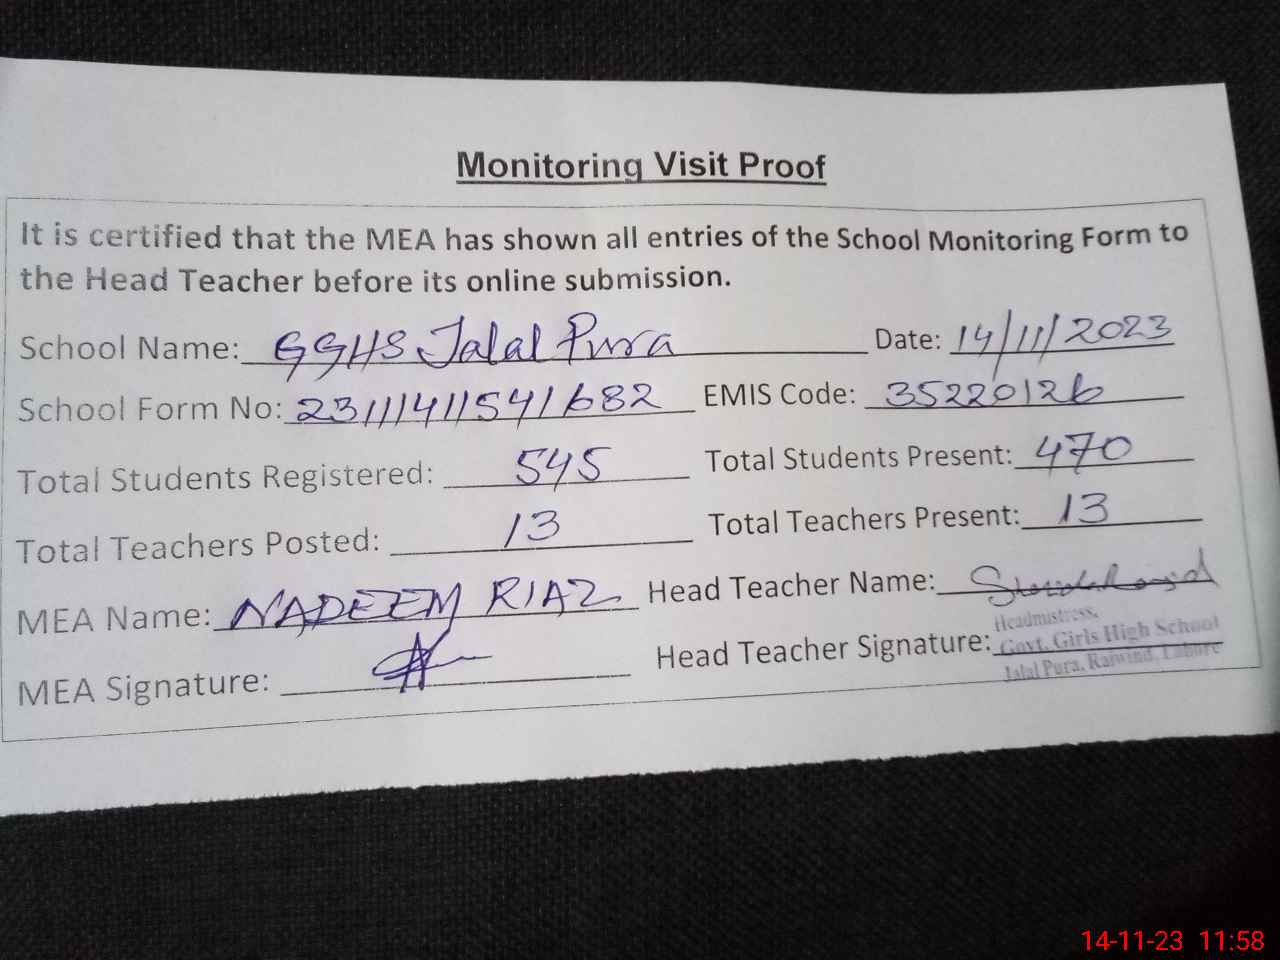 Monitoring Visit Proof
It is certified that the MEA has shown all entries of the School Monitoring Form to
the Head Teacher before its online submission.
School Name: GGHS Jalal Pura Date: 14/11/2023
School Form No: 231114111541682 EMIS Code: 35220126
Total Students Registered: 545 Total Students Present: 470
Total Teachers Posted: 13 Total Teachers Present: 13
MEA Name: NADEEM RIAZ Head Teacher Name:
MEA Signature: Head Teacher Signature:
Headmistress,
Govt. Girls High School
Jalal Pura, Raiwind, Lahore
14-11-23 11:58